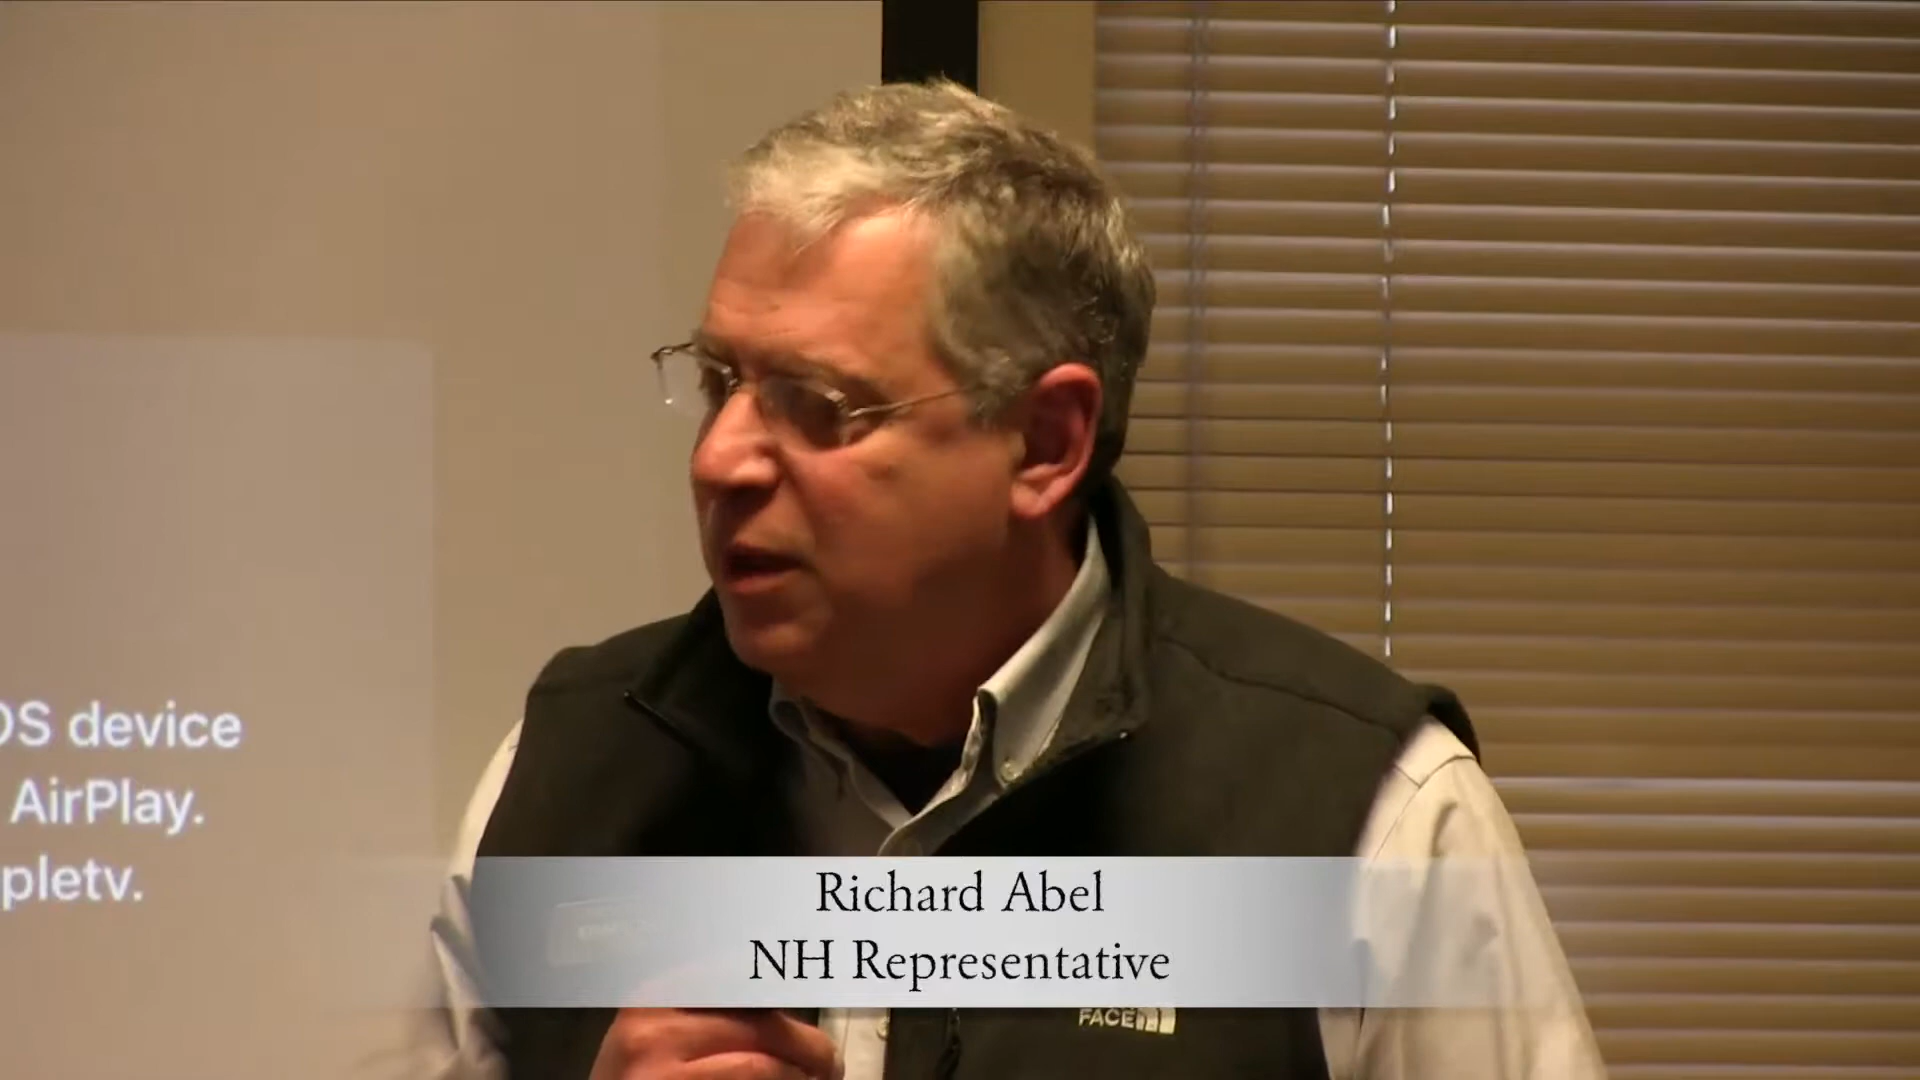 OS device
AirPlay.
pletv.
Richard Abel
NH Representative
FACE